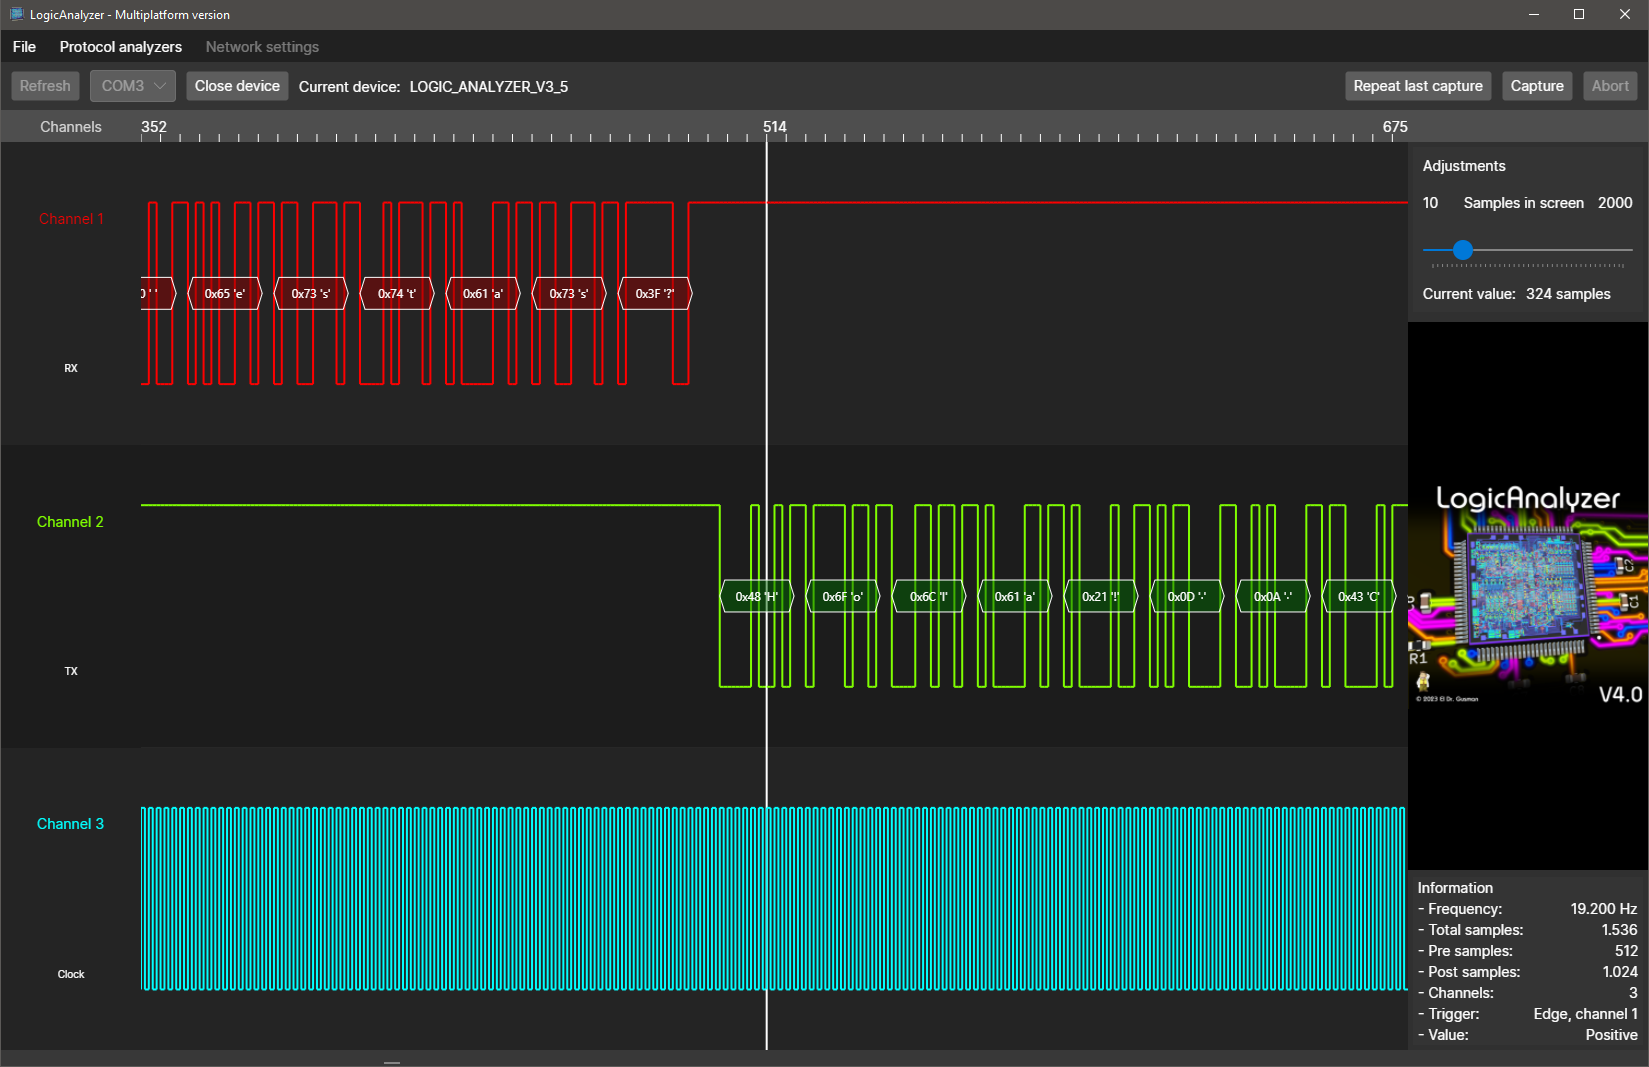 LogicAnalyzer - Multiplatform version
File Protocol analyzers Network settings
Refresh COM3 Close device Current device: LOGIC_ANALYZER_V3_5 Repeat last capture Capture Abort
Channels 352 514 675
Adjustments
10 Samples in screen 2000
Current value: 324 samples
Channel 1
0 ' ' 0x65 'e' 0x73 's' 0x74 't' 0x61 'a' 0x73 's' 0x3F '?'
RX
Channel 2
0x48 'H' 0x6F 'o' 0x6C 'l' 0x61 'a' 0x21 '!' 0x0D '·' 0x0A '·' 0x43 'C'
TX
Channel 3
Clock
LogicAnalyzer
C2
C1
R1
© 2023 El Dr. Gusman
V4.0
Information
- Frequency: 19.200 Hz
- Total samples: 1.536
- Pre samples: 512
- Post samples: 1.024
- Channels: 3
- Trigger: Edge, channel 1
- Value: Positive